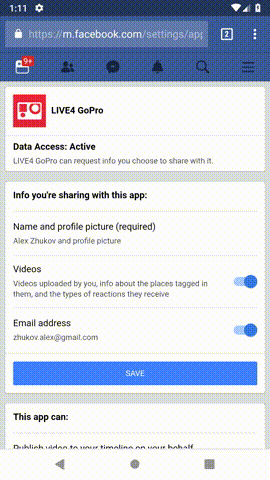 1:11
https://m.facebook.com/settings/app
2
9+
LIVE4 GoPro
Data Access: Active
LIVE4 GoPro can request info you choose to share with it.
Info you're sharing with this app:
Name and profile picture (required)
Alex Zhukov and profile picture
Videos
Videos uploaded by you, info about the places tagged in
them, and the types of reactions they receive
Email address
zhukov.alex@gmail.com
SAVE
This app can:
Publish video to your timeline on your behalf